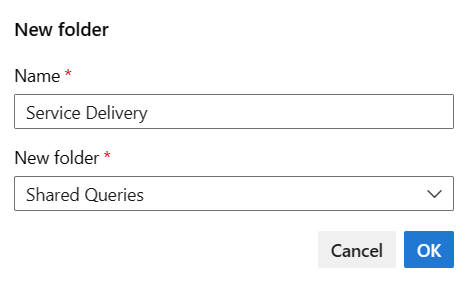 New folder
Name *
Service Delivery
New folder *
Shared Queries
Cancel OK